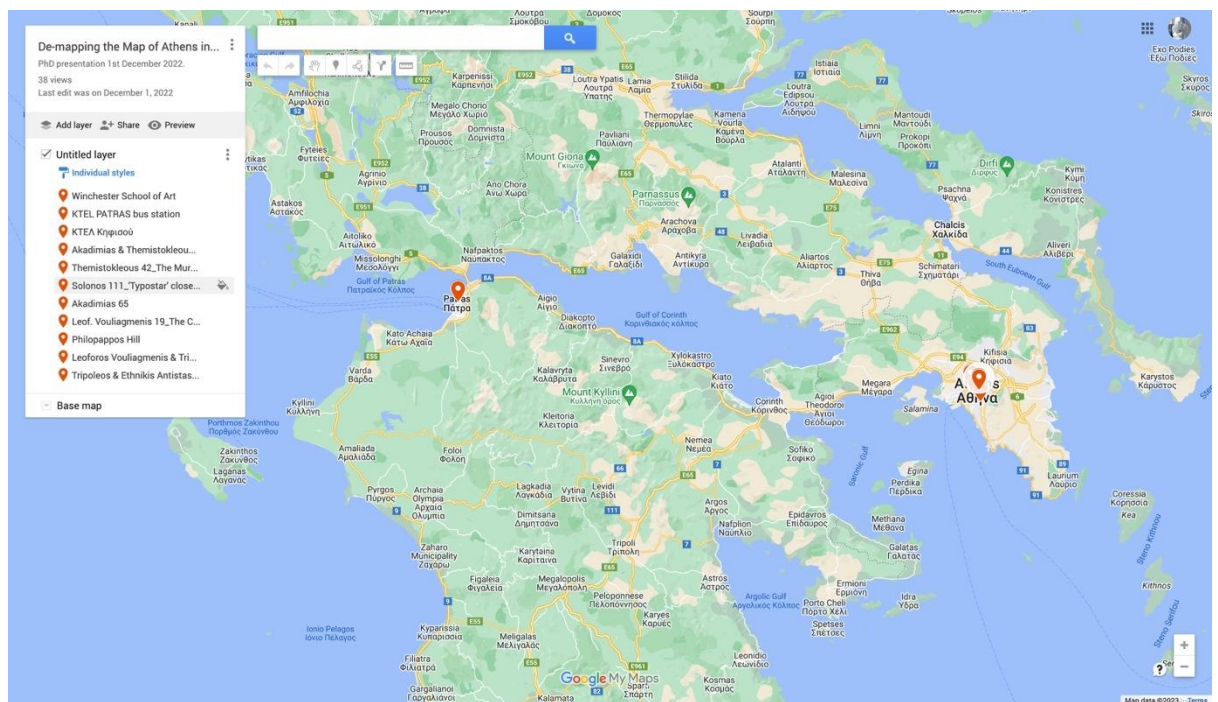 De-mapping the Map of Athens in...
PhD presentation 1st December 2022.
38 views
Last edit was on December 1, 2022
Add layer
Share
Preview
Untitled layer
Individual styles
Winchester School of Art
KTEL PATRAS bus station
ΚΤΕΛ Κηφισού
Akadimias & Themistokleou...
Themistokleous 42_The Mur...
Solonos 111_'Typostar' close...
Akadimias 65
Leof. Vouliagmenis 19_The C...
Philopappos Hill
Leoforos Vouliagmenis & Tri...
Tripoleos & Ethnikis Antistas...
Base map
Δομοκός
Sourpi
Σούρπη
Exo Podies
Έξω Ποδιές
Skyros
Σκύρος
Istiaia
Ιστιαία
Karpenissi
Καρπενήσι
Loutra Ypatis
Λουτρά
Υπάτης
Lamia
Λαμία
Stilida
Στυλίδα
Loutra
Edipsou
Λουτρά
Αιδηψού
Amfilochia
Αμφιλοχία
Megalo Chorio
Μεγάλο Χωριό
Thermopylae
Θερμοπύλες
Kamena
Vourla
Καμένα
Βούρλα
Limni
Λίμνη
Mantoudi
Μαντούδι
Prokopi
Προκόπι
Prousos
Προυσός
Domnista
Δομνίστα
Pavliani
Παύλιανη
Fyteies
Φυτείες
Mount Giona
Γκιώνα
Atalanti
Αταλάντη
Malesina
Μαλεσίνα
Dirfi
Δίρφυς
Kymi
Κύμη
Agrinio
Αγρίνιο
Ano Chora
Άνω Χώρα
Parnassus
Παρνασσός
Psachna
Ψαχνά
Konistres
Κονίστρες
Astakos
Αστακός
Arachova
Αράχοβα
Livadia
Λειβαδιά
Chalcis
Χαλκίδα
Aitoliko
Αιτωλικό
Missolonghi
Μεσολόγγι
Nafpaktos
Ναύπακτος
Galaxidi
Γαλαξίδι
Antikyra
Αντίκυρα
Aliartos
Αλίαρτος
Aliveri
Αλιβέρι
Thiva
Θήβα
Schimatari
Σχηματάρι
South Euboean Gulf
Gulf of Patras
Πατραϊκός Κόλπος
Patras
Πάτρα
Aigio
Αίγιο
Diakopto
Διακοπτό
Gulf of Corinth
Κορινθιακός κόλπος
Kato Achaia
Κάτω Αχαΐα
Varda
Βάρδα
Kalavryta
Καλάβρυτα
Sinevro
Σινεβρό
Xylokastro
Ξυλόκαστρο
Kiato
Κιάτο
Kifisia
Κηφισιά
Megara
Μέγαρα
Αθήνα
Karystos
Κάρυστος
Kyllini
Κυλλήνη
Mount Kyllini
Κυλλήνη όρος
Corinth
Κόρινθος
Agioi
Theodoroi
Άγιοι
Θεόδωροι
Salamina
Porthmos Zakinthou
Πορθμός Ζακύνθου
Kleitoria
Κλειτορία
Zakinthos
Ζάκυνθος
Laganas
Λαγανάς
Amaliada
Αμαλιάδα
Foloi
Φολόη
Nemea
Νεμέα
Sofiko
Σοφικό
Saronic Gulf
Egina
Perdika
Πέρδικα
Laurium
Λαύριο
Pyrgos
Πύργος
Archaia
Olympia
Αρχαία
Ολυμπία
Lagkadia
Λαγκάδια
Vytina
Βυτίνα
Levidi
Λεβίδι
Argos
Άργος
Coressia
Κορησσία
Kea
Dimitsana
Δημητσάνα
Nafplion
Ναύπλιο
Epidavros
Επίδαυρος
Methana
Μέθανα
Zaharo
Municipality
Ζαχάρω
Karytaina
Καρίταινα
Tripoli
Τρίπολη
Galatas
Γαλατάς
Steno Kithnou
Figaleia
Φιγαλεία
Megalopolis
Μεγαλόπολη
Peloponnese
Πελοπόννησος
Astros
Άστρος
Ermioni
Ερμιόνη
Kithnos
Argolic Gulf
Αργολικός Κόλπος
Porto Cheli
Πόρτο Χέλι
Idra
Ύδρα
Karyes
Καρυές
Spetses
Σπέτσες
Ionio Pelagos
Ιόνιο Πέλαγος
Kyparissia
Κυπαρισσία
Meligalas
Μελιγαλάς
Steno Serifou
Leonidio
Λεωνίδιο
Filiatra
Φιλιατρά
Gargalianoi
Γαργαλιάνοι
Kalamata
Σπάρτη
Kosmas
Κοσμάς
Google My Maps
Map data ©2023
Terms